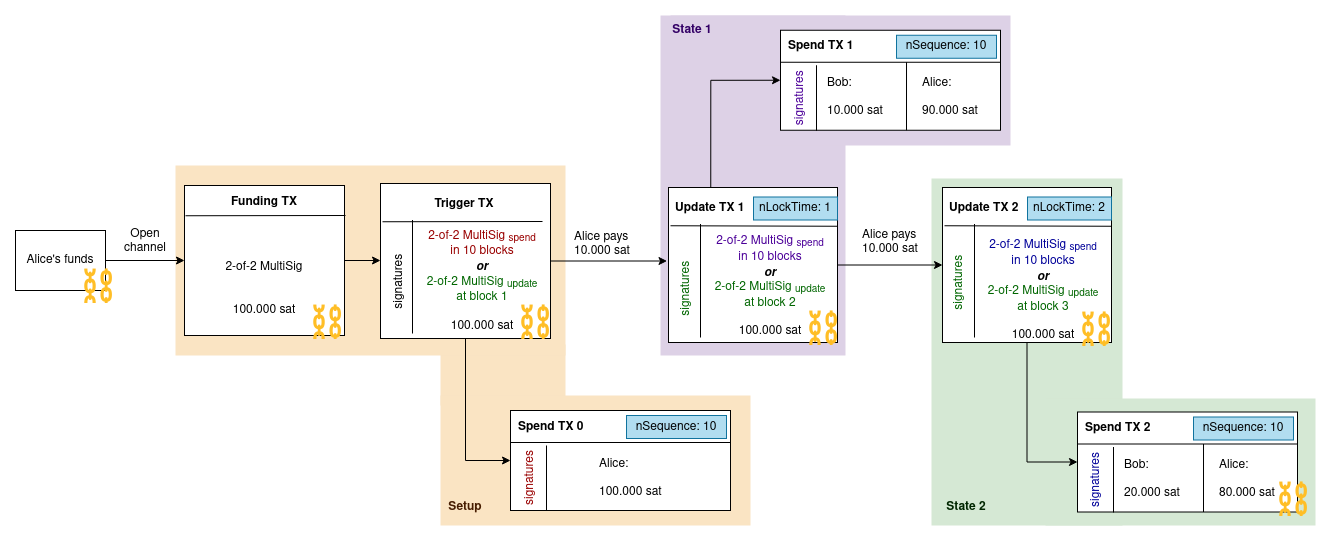 Alice's funds
Open
channel
Funding TX
2-of-2 MultiSig
100.000 sat
Trigger TX
signatures
2-of-2 MultiSig spend
in 10 blocks
or
2-of-2 MultiSig update
at block 1
100.000 sat
Spend TX 0
nSequence: 10
signatures
Alice:
100.000 sat
Setup
Alice pays
10.000 sat
State 1
Spend TX 1
nSequence: 10
signatures
Bob:
10.000 sat
Alice:
90.000 sat
Update TX 1
nLockTime: 1
signatures
2-of-2 MultiSig spend
in 10 blocks
or
2-of-2 MultiSig update
at block 2
100.000 sat
Alice pays
10.000 sat
Update TX 2
nLockTime: 2
signatures
2-of-2 MultiSig spend
in 10 blocks
or
2-of-2 MultiSig update
at block 3
100.000 sat
Spend TX 2
nSequence: 10
signatures
Bob:
20.000 sat
Alice:
80.000 sat
State 2